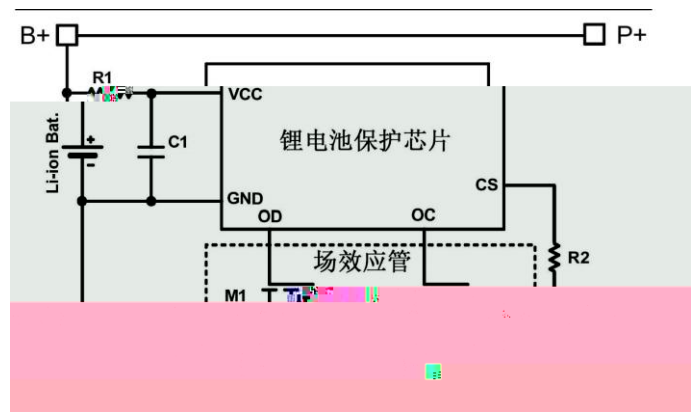 B+ P+
R1
VCC
Li-ion Bat.
+
C1
锂电池保护芯片
-
CS
GND
OD OC
场效应管
R2
M1